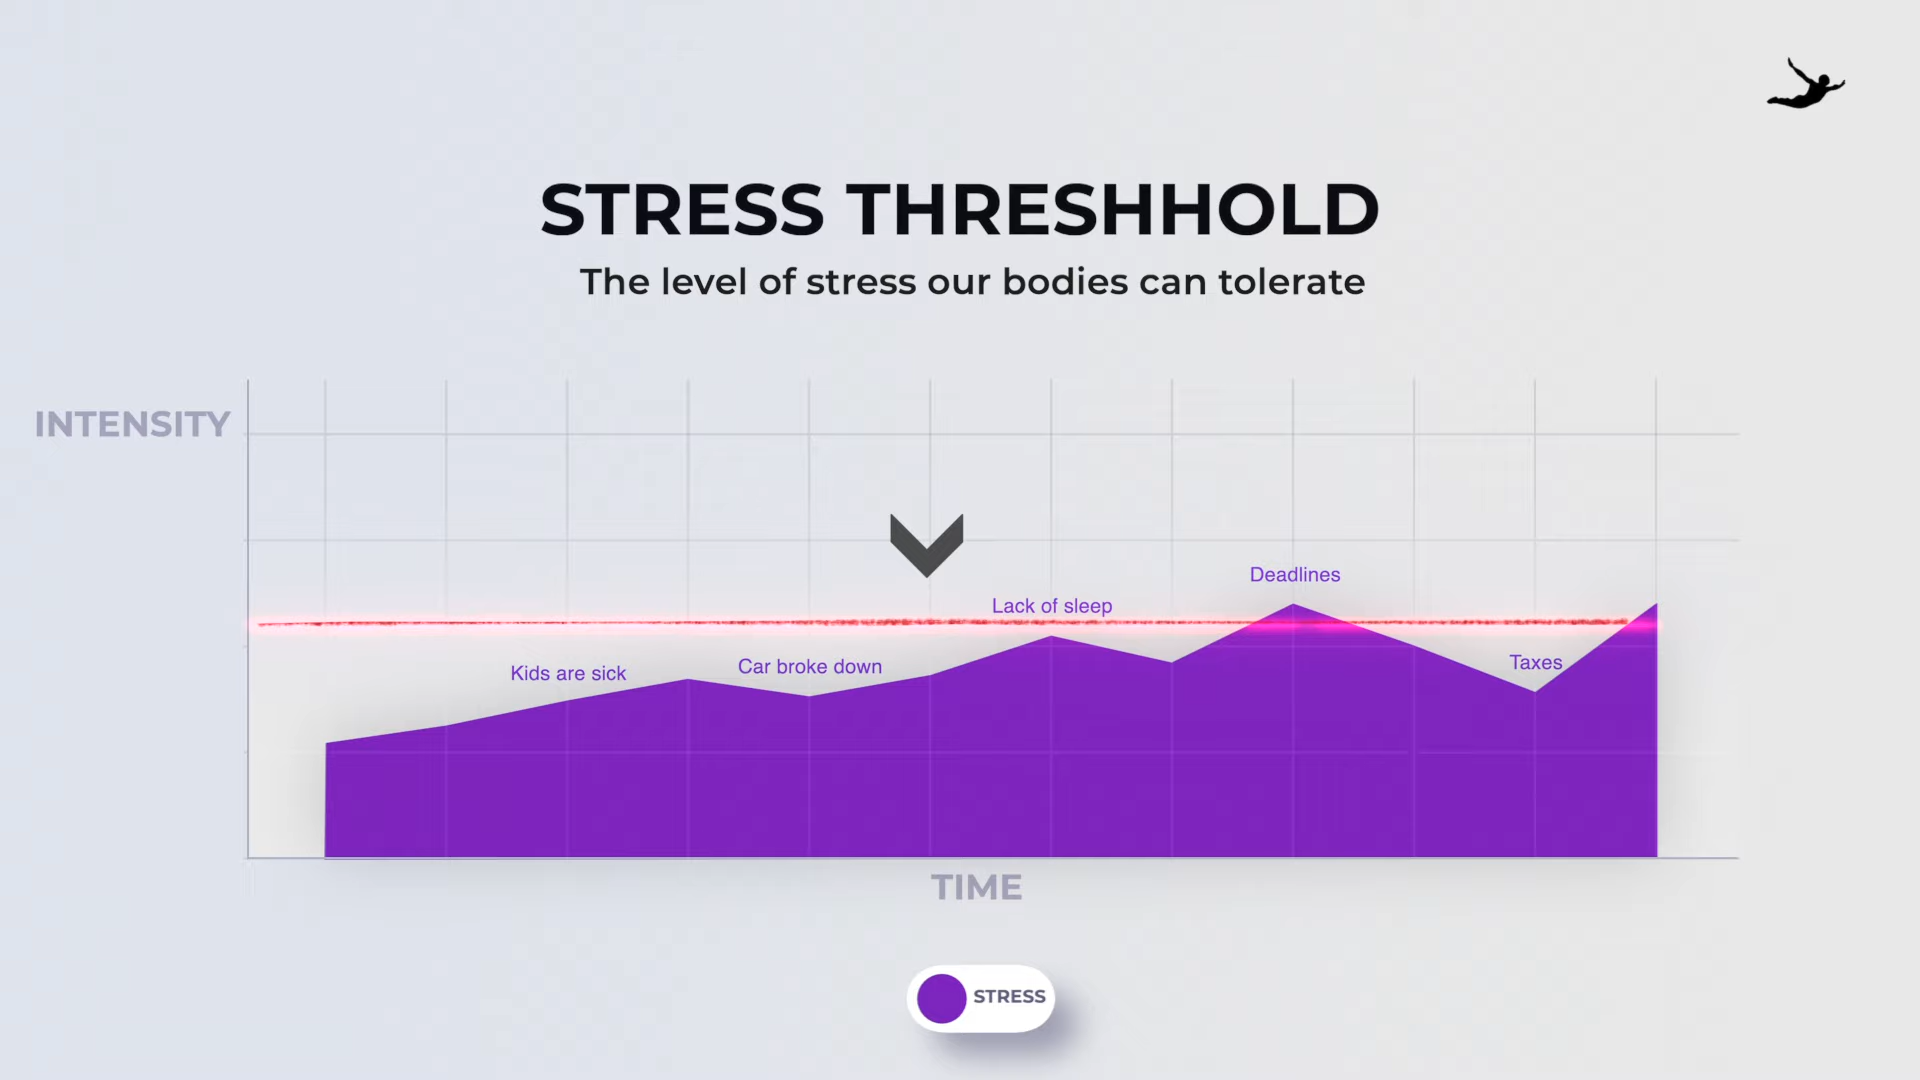 STRESS THRESHHOLD
The level of stress our bodies can tolerate
INTENSITY
Deadlines
Lack of sleep
Kids are sick
Car broke down
Taxes
TIME
STRESS